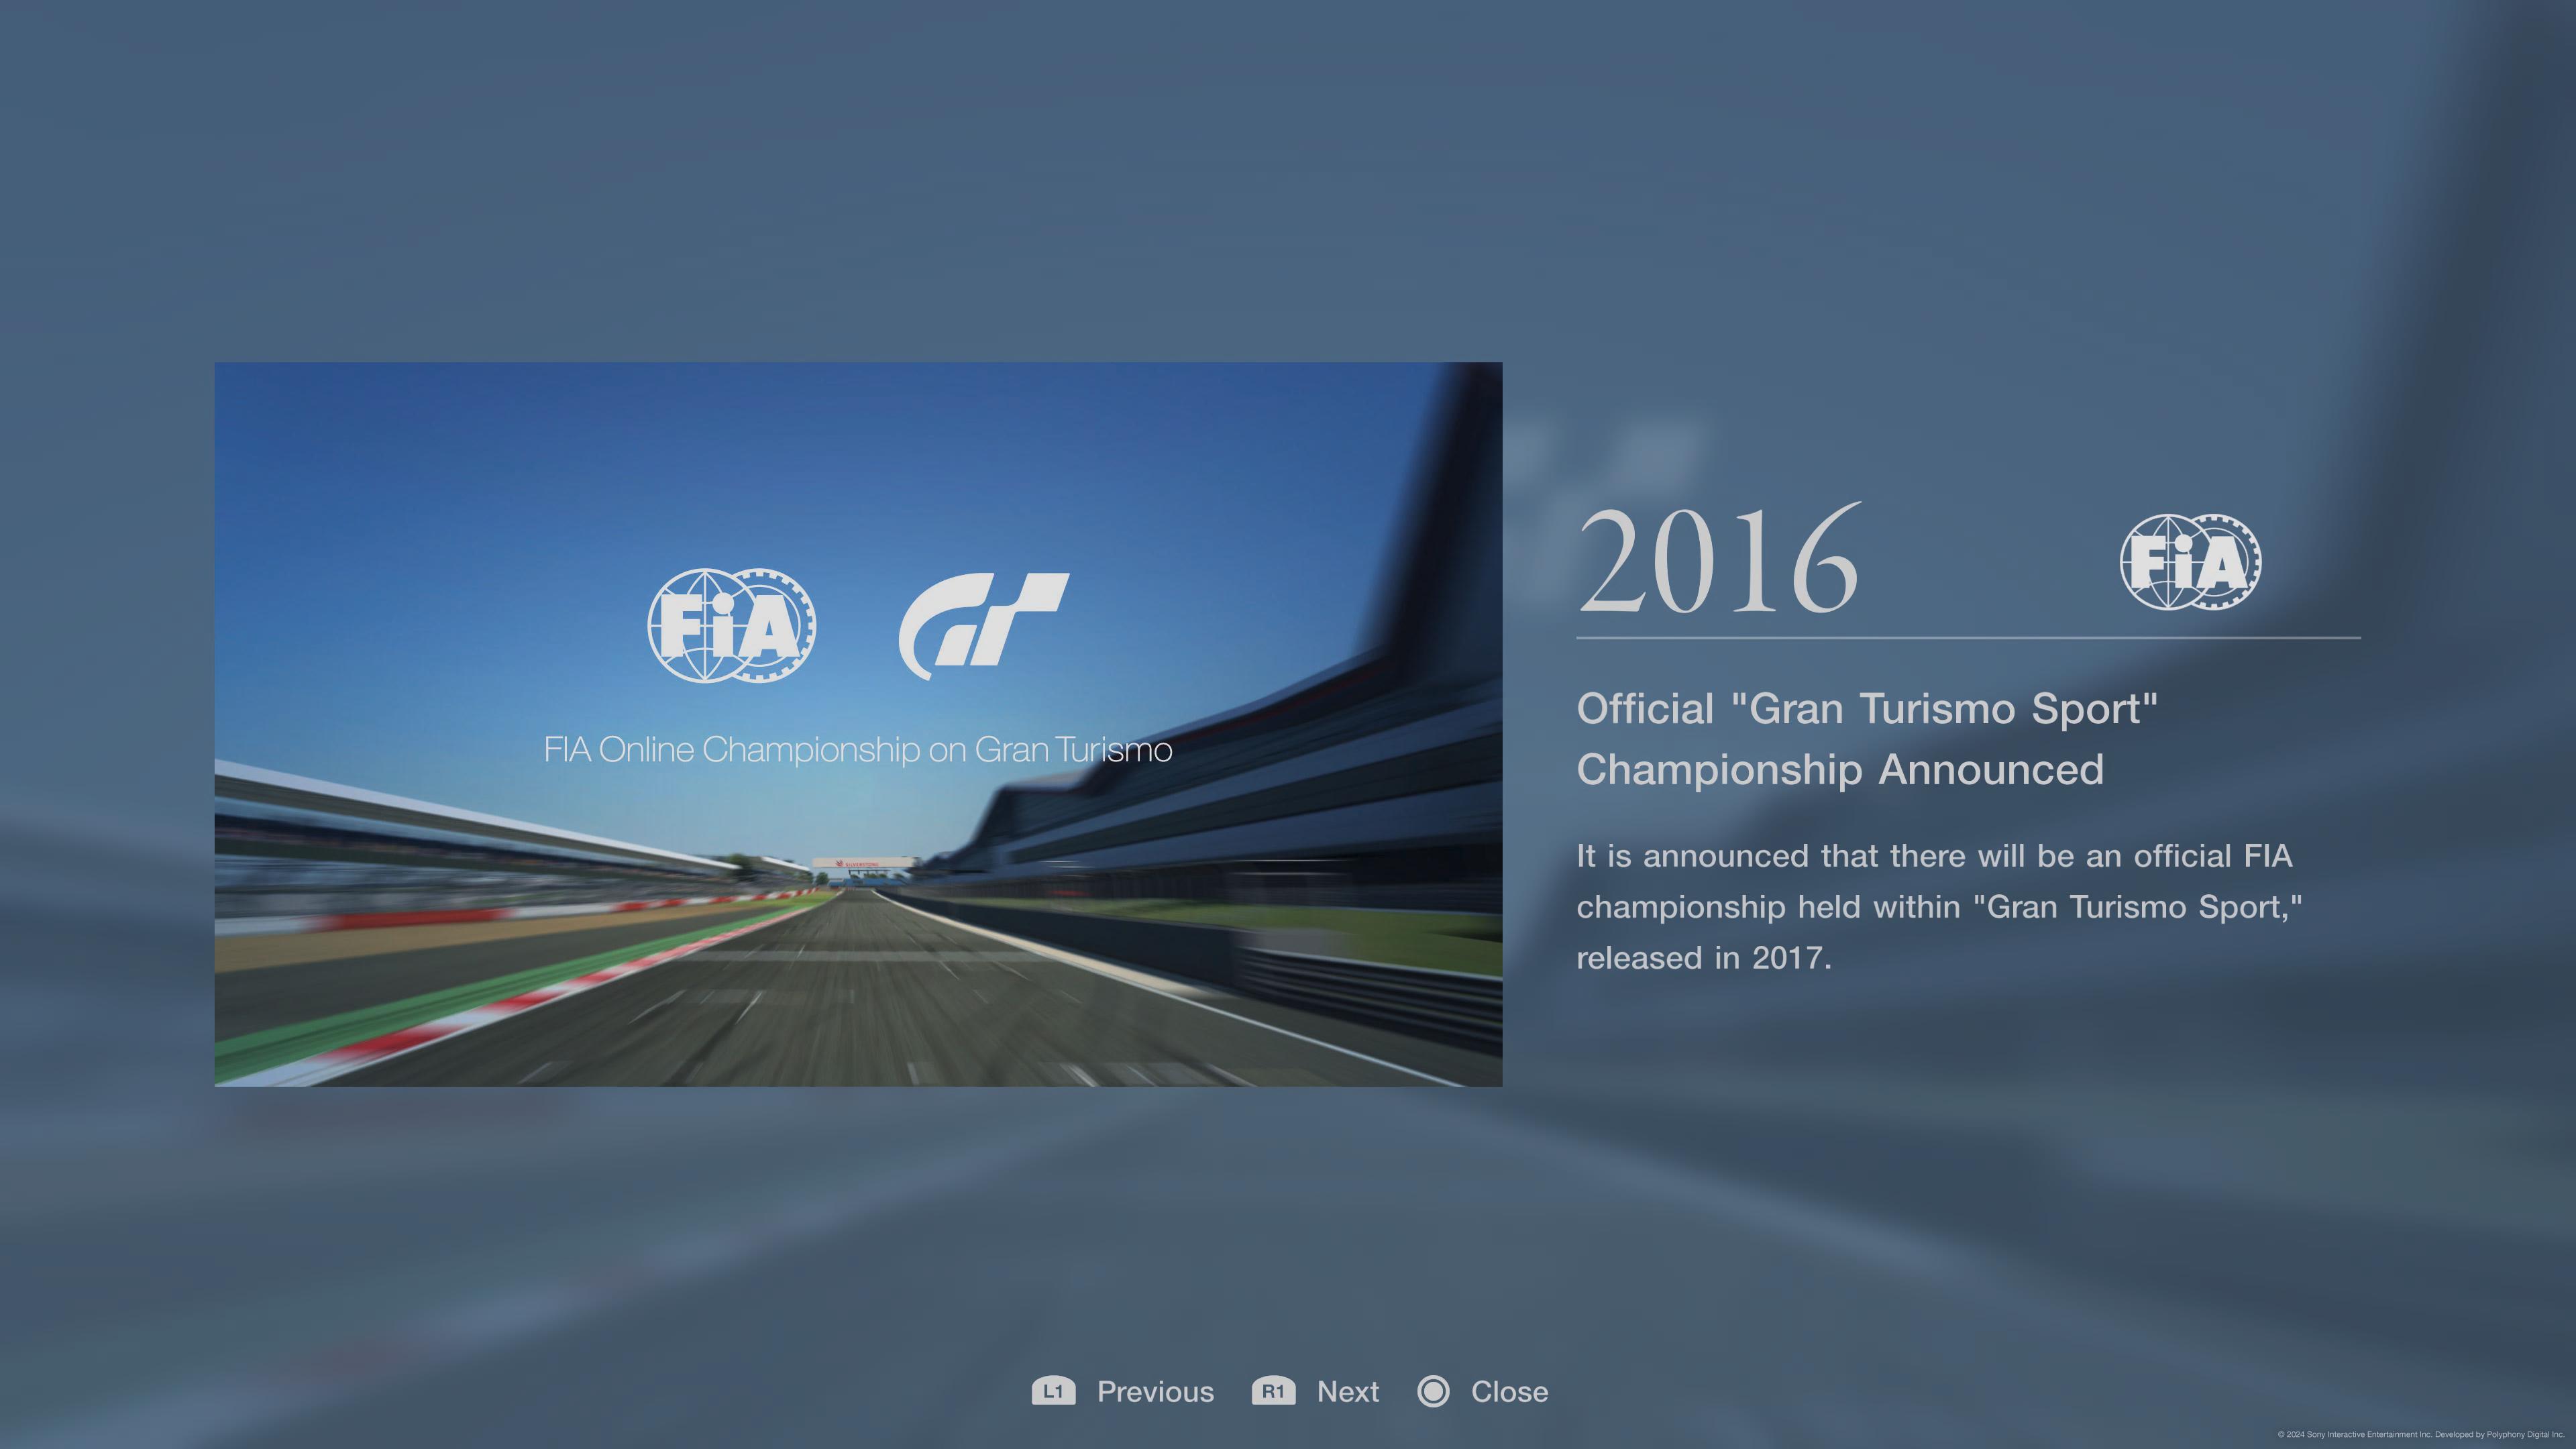 FiA GT
FIA Online Championship on Gran Turismo
SILVERSTONE
2016 FiA
Official "Gran Turismo Sport"
Championship Announced
It is announced that there will be an official FIA
championship held within "Gran Turismo Sport,"
released in 2017.
L1 Previous R1 Next Close
© 2024 Sony Interactive Entertainment Inc. Developed by Polyphony Digital Inc.